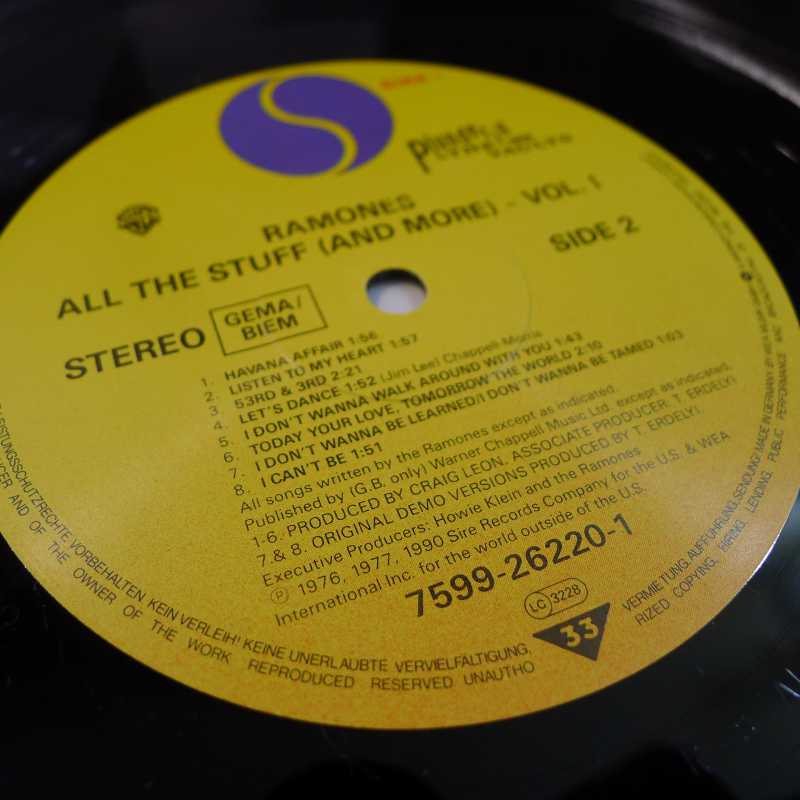 RAMONES
ALL THE STUFF (AND MORE) - VOL. I
SIDE 2
STEREO
GEMA/
BIEM
1. HAVANA AFFAIR 1:56
2. LISTEN TO MY HEART 1:57
3. 53RD & 3RD 2:21
4. LET'S DANCE 1:52 (Jim Lee) Chappell-Morris
5. I DON'T WANNA WALK AROUND WITH YOU 1:43
6. TODAY YOUR LOVE, TOMORROW THE WORLD 2:10
7. I DON'T WANNA BE LEARNED/I DON'T WANNA BE TAMED 1:03
8. I CAN'T BE 1:51
All songs written by the Ramones except as indicated.
Published by (G.B. only) Warner Chappell Music Ltd. except as indicated.
1-6. PRODUCED BY CRAIG LEON, ASSOCIATE PRODUCER: T. ERDELYI
7.& 8. ORIGINAL DEMO VERSIONS PRODUCED BY T. ERDELYI.
Executive Producers: Howie Klein and the Ramones
℗ 1976, 1977, 1990 Sire Records Company for the U.S. & WEA
International Inc. for the world outside of the U.S.
7599-26220-1
LC 3228
33
LEISTUNGSSCHUTZRECHTE VORBEHALTEN. KEIN VERLEIH! KEINE UNERLAUBTE VERVIELFÄLTIGUNG, VERMIETUNG, AUFFÜHRUNG, SENDUNG! MADE IN GERMANY
AND OF THE OWNER OF THE WORK REPRODUCED RESERVED UNAUTHORIZED COPYING, HIRING, LENDING, PUBLIC PERFORMANCE AND